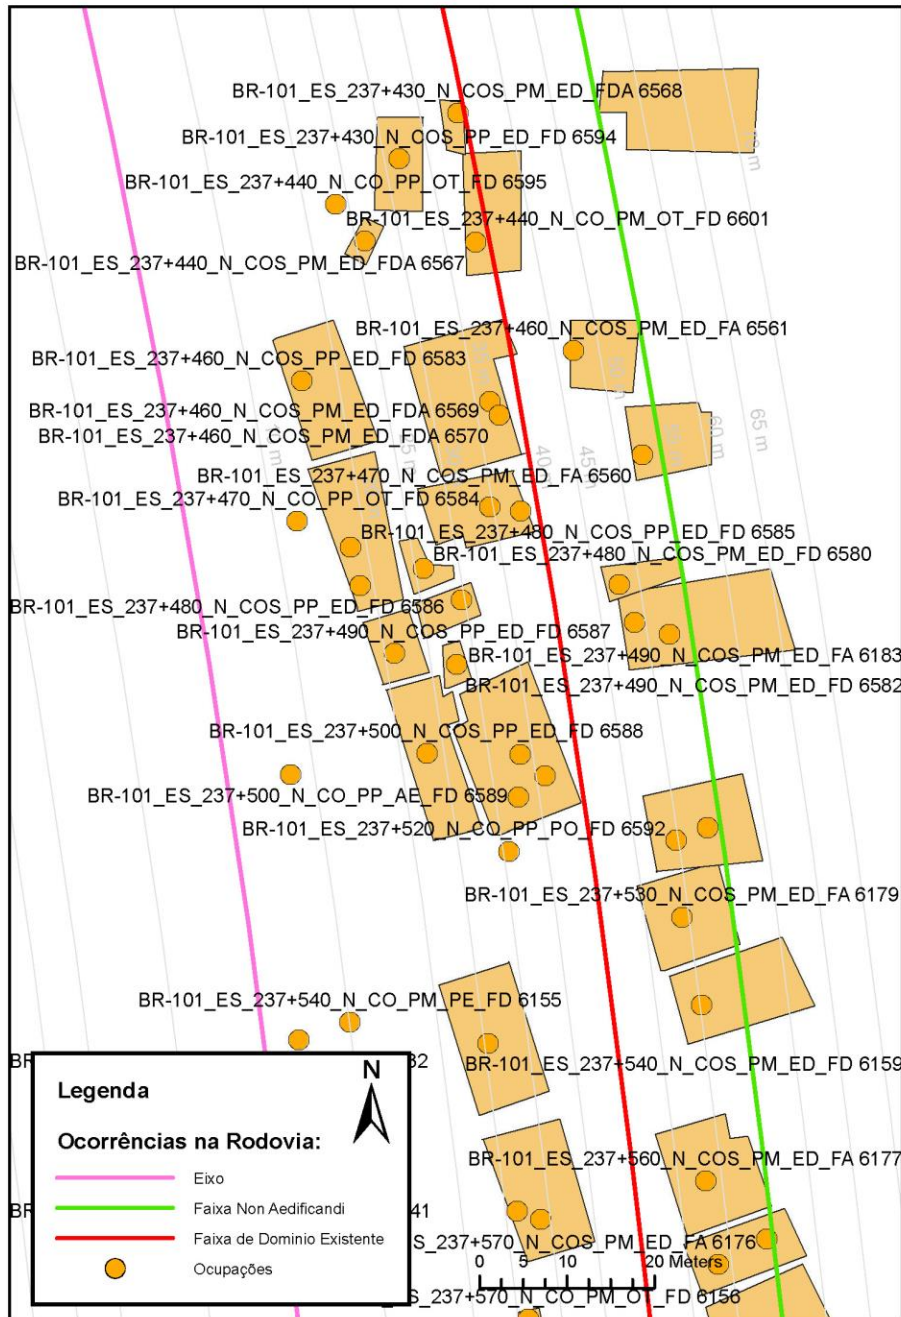 BR-101_ES_237+430_N_COS_PM_ED_FDA 6568
BR-101_ES_237+430_N_COS_PP_ED_FD 6594
BR-101_ES_237+440_N_CO_PP_OT_FD 6595
BR-101_ES_237+440_N_CO_PM_OT_FD 6601
BR-101_ES_237+440_N_COS_PM_ED_FDA 6567
BR-101_ES_237+460_N_COS_PM_ED_FA 6561
BR-101_ES_237+460_N_COS_PP_ED_FD 6583
BR-101_ES_237+460_N_COS_PM_ED_FDA 6569
BR-101_ES_237+460_N_COS_PM_ED_FDA 6570
40 m
45 m
60 m
65 m
BR-101_ES_237+470_N_COS_PM_ED_FA 6560
BR-101_ES_237+470_N_CO_PP_OT_FD 6584
BR-101_ES_237+480_N_COS_PP_ED_FD 6585
BR-101_ES_237+480_N_COS_PM_ED_FD 6580
BR-101_ES_237+480_N_COS_PP_ED_FD 6586
BR-101_ES_237+490_N_COS_PP_ED_FD 6587
BR-101_ES_237+490_N_COS_PM_ED_FA 6183
BR-101_ES_237+490_N_COS_PM_ED_FD 6582
BR-101_ES_237+500_N_COS_PP_ED_FD 6588
BR-101_ES_237+500_N_CO_PP_AE_FD 6589
BR-101_ES_237+520_N_CO_PP_PO_FD 6592
BR-101_ES_237+530_N_COS_PM_ED_FA 6179
BR-101_ES_237+540_N_CO_PM_PE_FD 6155
BR-101_ES_237+540_N_COS_PM_ED_FD 6159
BR-101_ES_237+560_N_COS_PM_ED_FA 6177
S_237+570_N_COS_PM_ED_FA 6176
_ES_237+570_N_CO_PM_OT_FD 6156
0 5 10 20 Meters
N
Legenda
Ocorrências na Rodovia:
Eixo
Faixa Non Aedificandi
Faixa de Dominio Existente
Ocupações